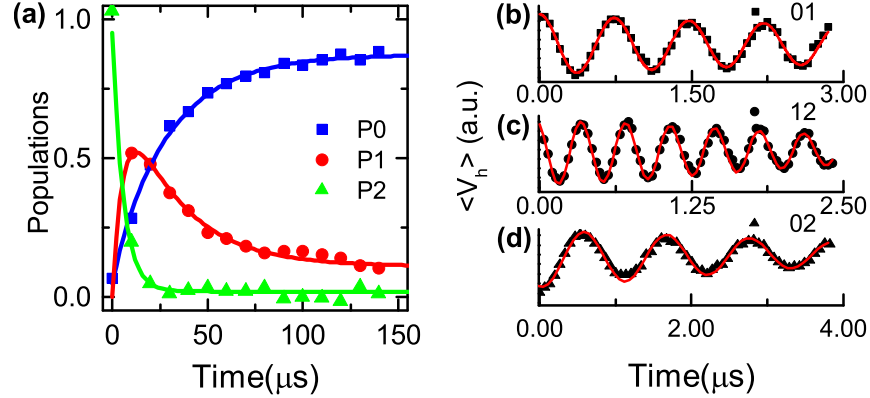 (a)
1.0
0.5
0.0
Populations
P0
P1
P2
0 50 100 150
Time(μs)
(b)
01
0.00 1.50 3.00
(c)
12
0.00 1.25 2.50
(d)
02
0.00 2.00 4.00
<V_h> (a.u.)
Time(μs)